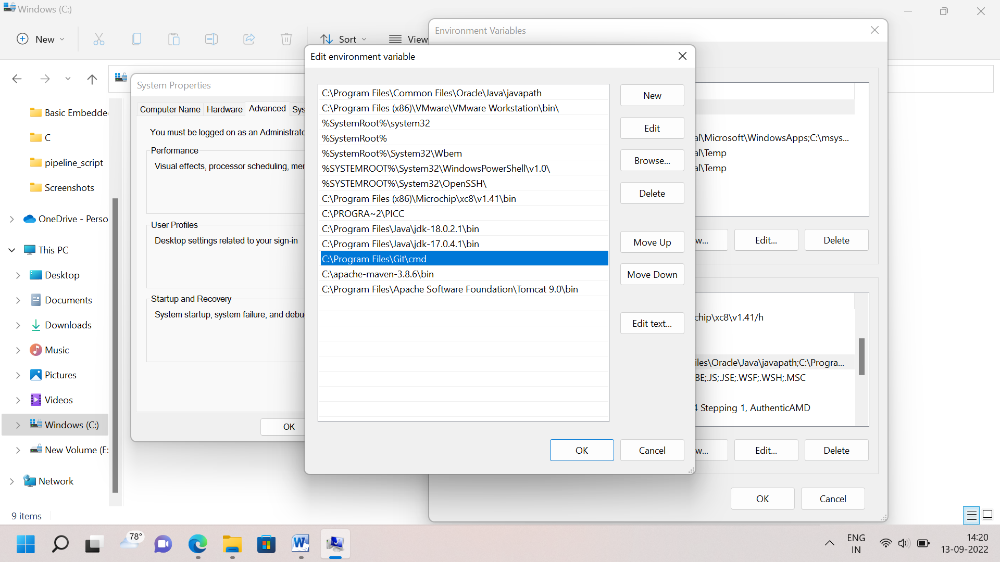 Windows (C:)
New
Sort
View
Environment Variables
Edit environment variable
System Properties
Basic Embedde
C
pipeline_script
Screenshots
OneDrive - Perso
This PC
Desktop
Documents
Downloads
Music
Pictures
Videos
Windows (C:)
New Volume (E:
Network
9 items
Computer Name
Hardware
Advanced
Sys
You must be logged on as an Administrato
Performance
Visual effects, processor scheduling, mem
User Profiles
Desktop settings related to your sign-in
Startup and Recovery
System startup, system failure, and debu
OK
C:\Program Files\Common Files\Oracle\Java\javapath
C:\Program Files (x86)\VMware\VMware Workstation\bin\
%SystemRoot%\system32
%SystemRoot%
%SystemRoot%\System32\Wbem
%SYSTEMROOT%\System32\WindowsPowerShell\v1.0\
%SYSTEMROOT%\System32\OpenSSH\
C:\Program Files (x86)\Microchip\xc8\v1.41\bin
C:\PROGRA~2\PICC
C:\Program Files\Java\jdk-18.0.2.1\bin
C:\Program Files\Java\jdk-17.0.4.1\bin
C:\Program Files\Git\cmd
C:\apache-maven-3.8.6\bin
C:\Program Files\Apache Software Foundation\Tomcat 9.0\bin
New
Edit
Browse...
Delete
Move Up
Move Down
Edit text...
OK
Cancel
al\Microsoft\WindowsApps;C:\msys...
al\Temp
al\Temp
w...
Edit...
Delete
chip\xc8\v1.41/h
iles\Oracle\Java\javapath;C:\Progra...
BE;.JS;.JSE;.WSF;.WSH;.MSC
4 Stepping 1, AuthenticAMD
w...
Edit...
Delete
OK
Cancel
78°
ENG
IN
14:20
13-09-2022